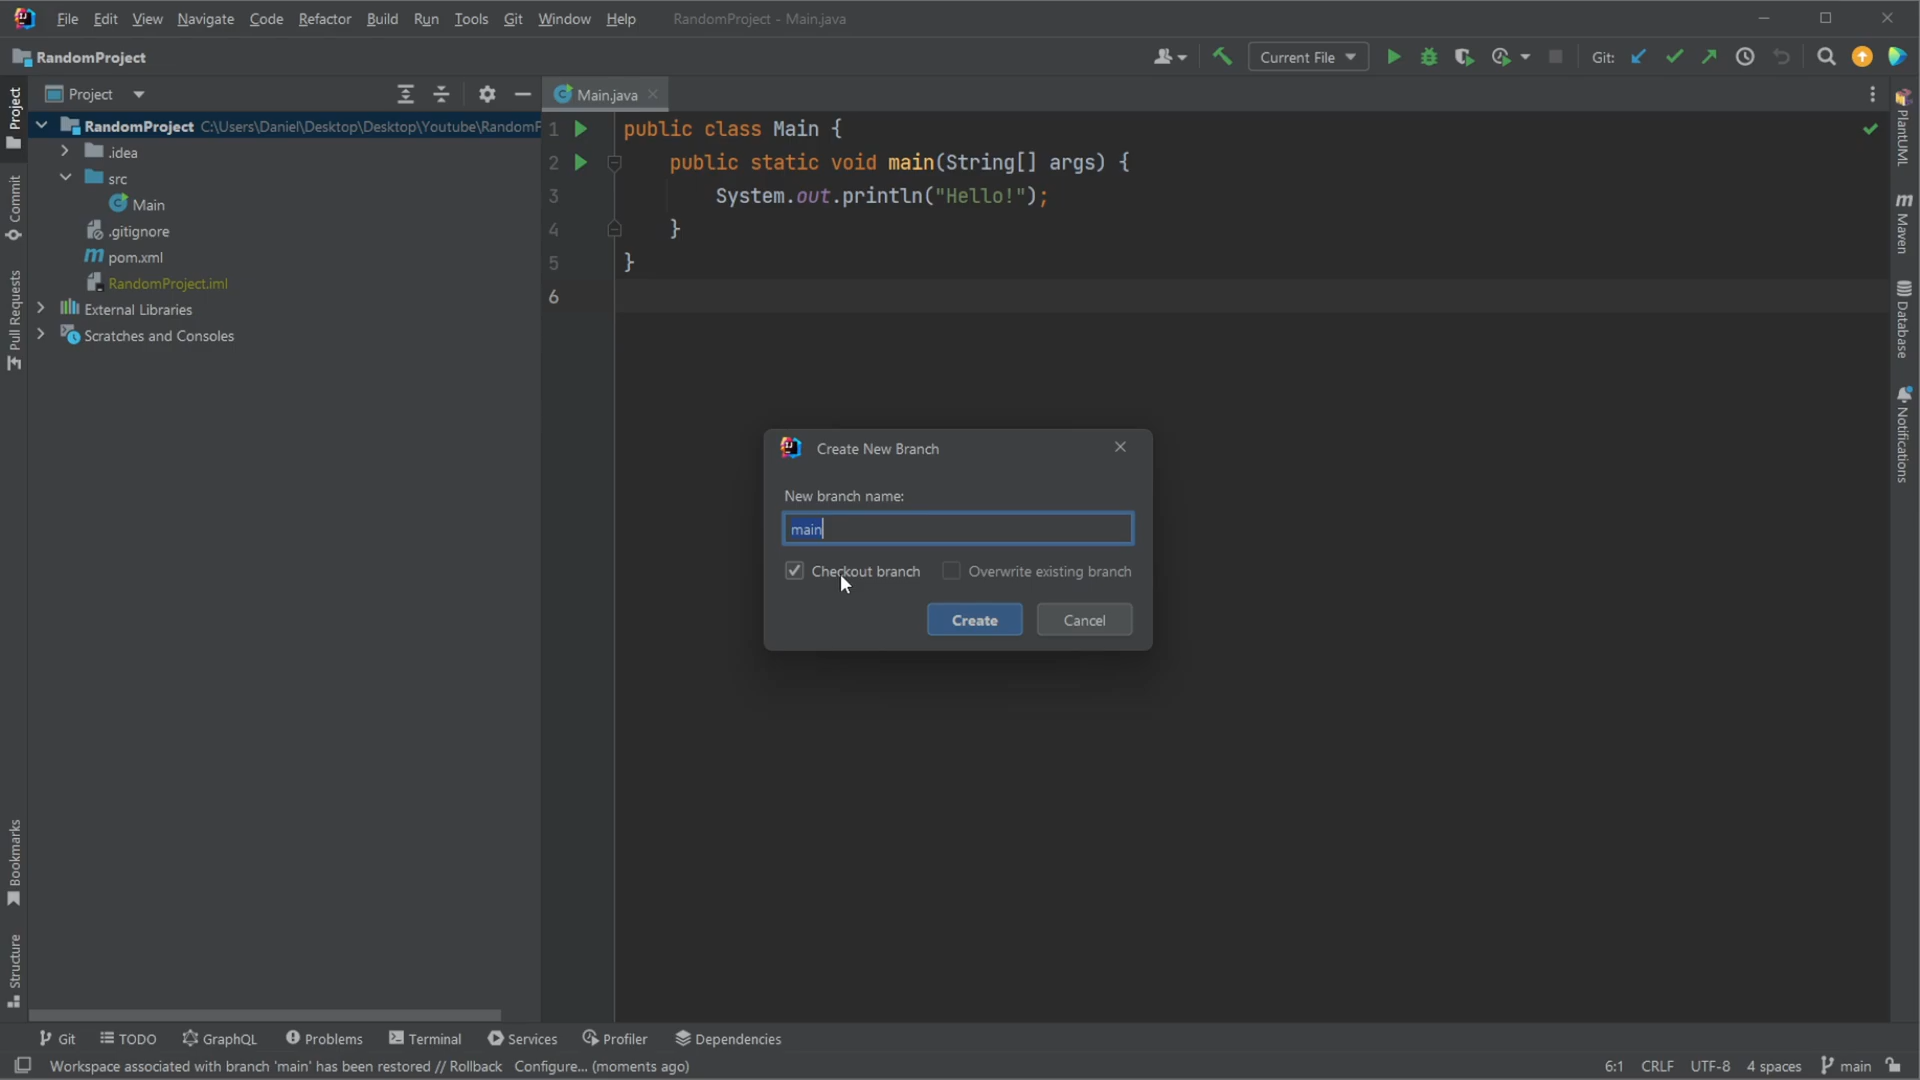 File Edit View Navigate Code Refactor Build Run Tools Git Window Help RandomProject - Main.java
RandomProject
Current File
Git:
Project
Main.java
RandomProject C:\Users\Daniel\Desktop\Desktop\Youtube\RandomP
.idea
src
Main
.gitignore
pom.xml
RandomProject.iml
External Libraries
Scratches and Consoles
1 public class Main {
2 public static void main(String[] args) {
3 System.out.println("Hello!");
4 }
5 }
6
Create New Branch
New branch name:
main
Checkout branch Overwrite existing branch
Create Cancel
Project
Commit
Pull Requests
Bookmarks
Structure
PlantUML
m Maven
Database
Notifications
Git TODO GraphQL Problems Terminal Services Profiler Dependencies
Workspace associated with branch 'main' has been restored // Rollback Configure... (moments ago) 6:1 CRLF UTF-8 4 spaces main